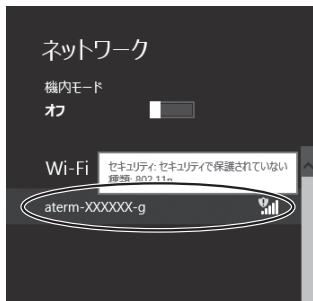 ネットワーク
機内モード
オフ
Wi-Fi
セキュリティ: セキュリティで保護されていない
種類: 802.11n
aterm-XXXXXX-g